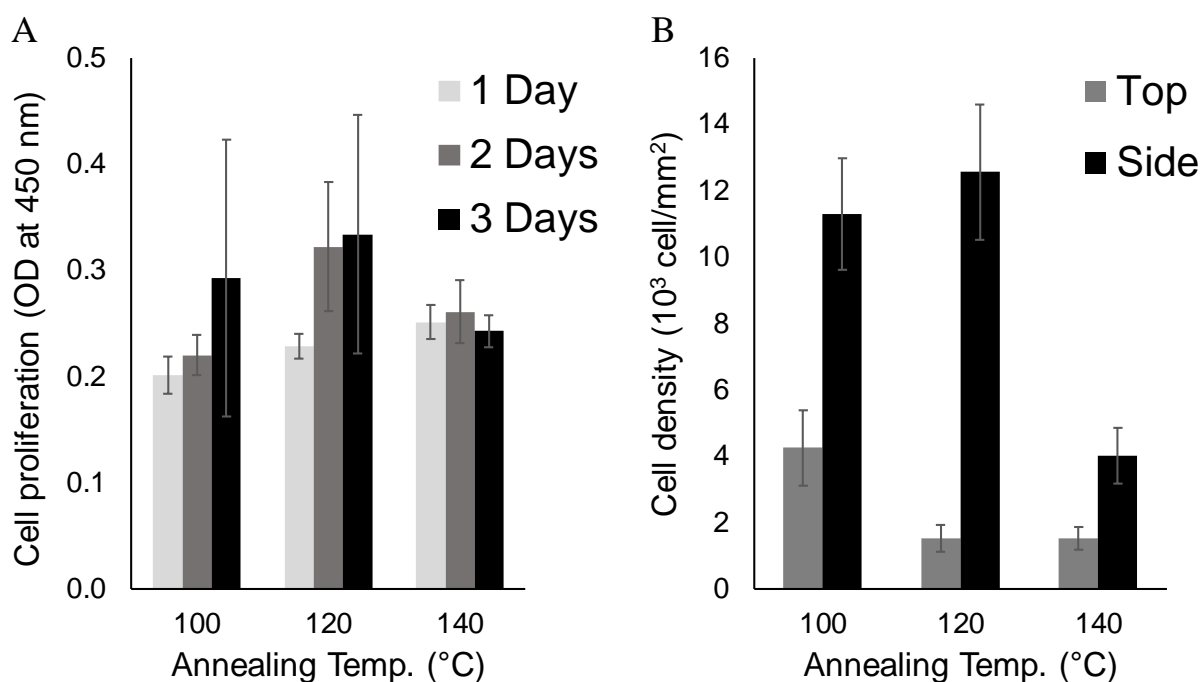 A
Cell proliferation (OD at 450 nm)
0.5
0.4
0.3
0.2
0.1
0.0
1 Day
2 Days
3 Days
100 120 140
Annealing Temp. (°C)
B
Cell density (10³ cell/mm²)
16
14
12
10
8
6
4
2
0
Top
Side
100 120 140
Annealing Temp. (°C)